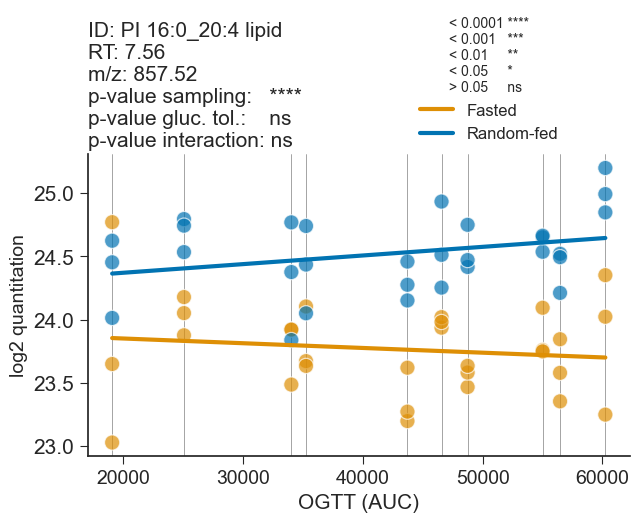 ID: PI 16:0_20:4 lipid
RT: 7.56
m/z: 857.52
p-value sampling: ****
p-value gluc. tol.: ns
p-value interaction: ns
< 0.0001 ****
< 0.001 ***
< 0.01 **
< 0.05 *
> 0.05 ns
Fasted
Random-fed
log2 quantitation
25.0
24.5
24.0
23.5
23.0
20000 30000 40000 50000 60000
OGTT (AUC)